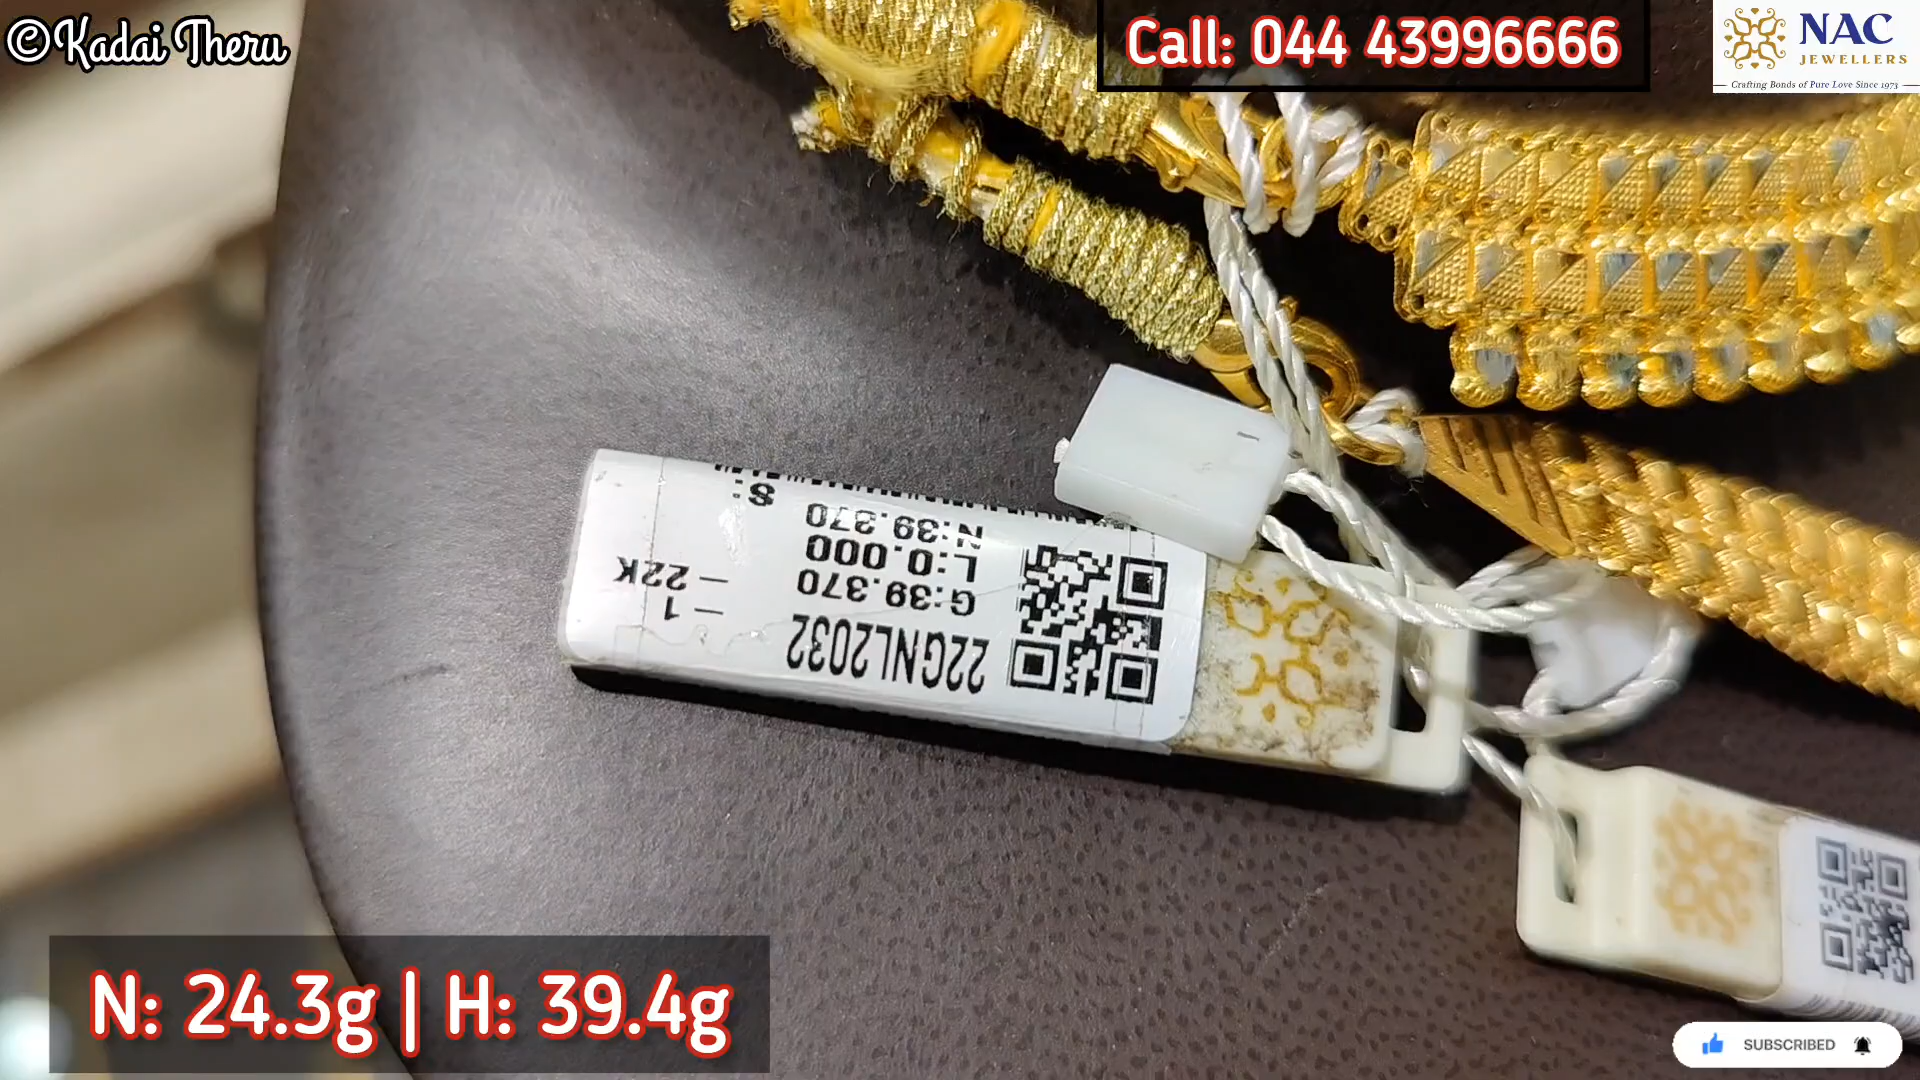 ©Kadai Theru
Call: 044 43996666
NAC
JEWELLERS
Crafting Bonds of Pure Love Since 1973
22GNL2032
G:39.370
L:0.000
N:39.370
S:
- 1
- 22K
N: 24.3g | H: 39.4g
SUBSCRIBED